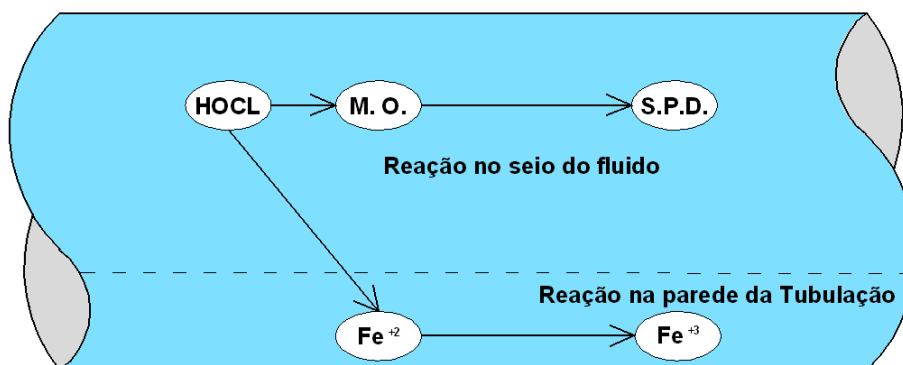 HOCL
M. O.
S.P.D.
Reação no seio do fluido
Reação na parede da Tubulação
Fe +2
Fe +3